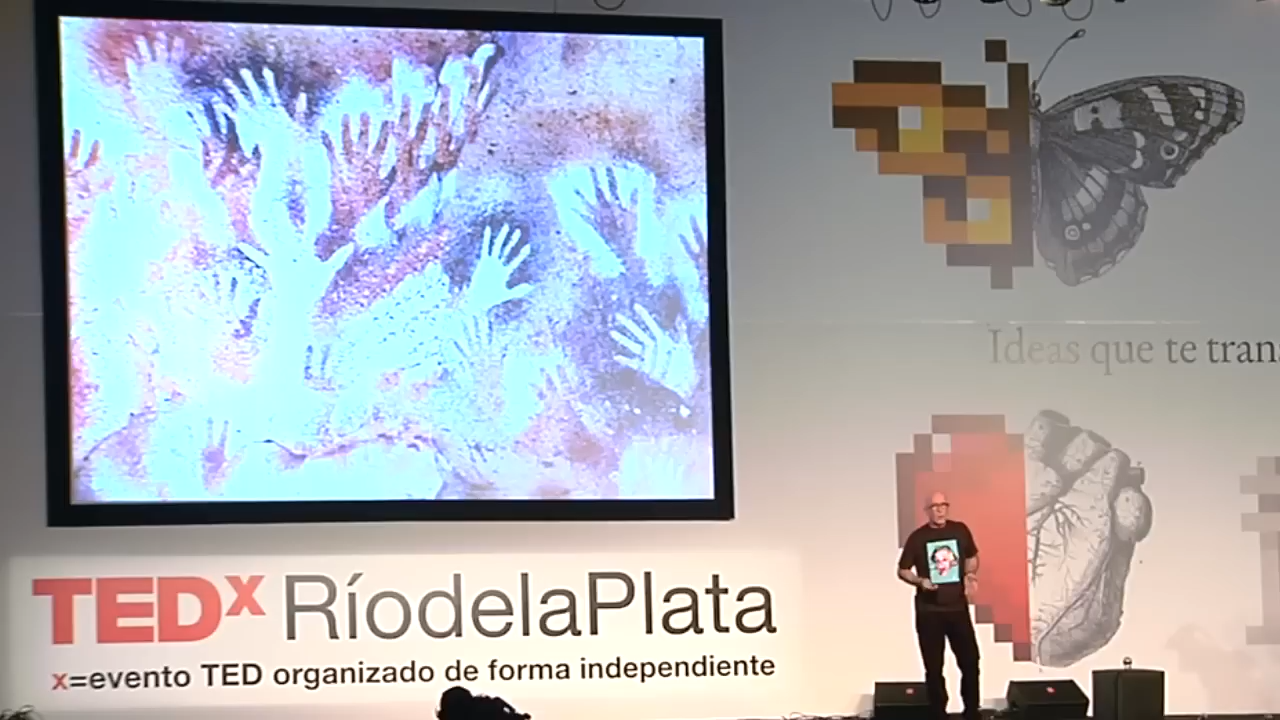 Ideas que te tran
TEDx RíodelaPlata
x=evento TED organizado de forma independiente